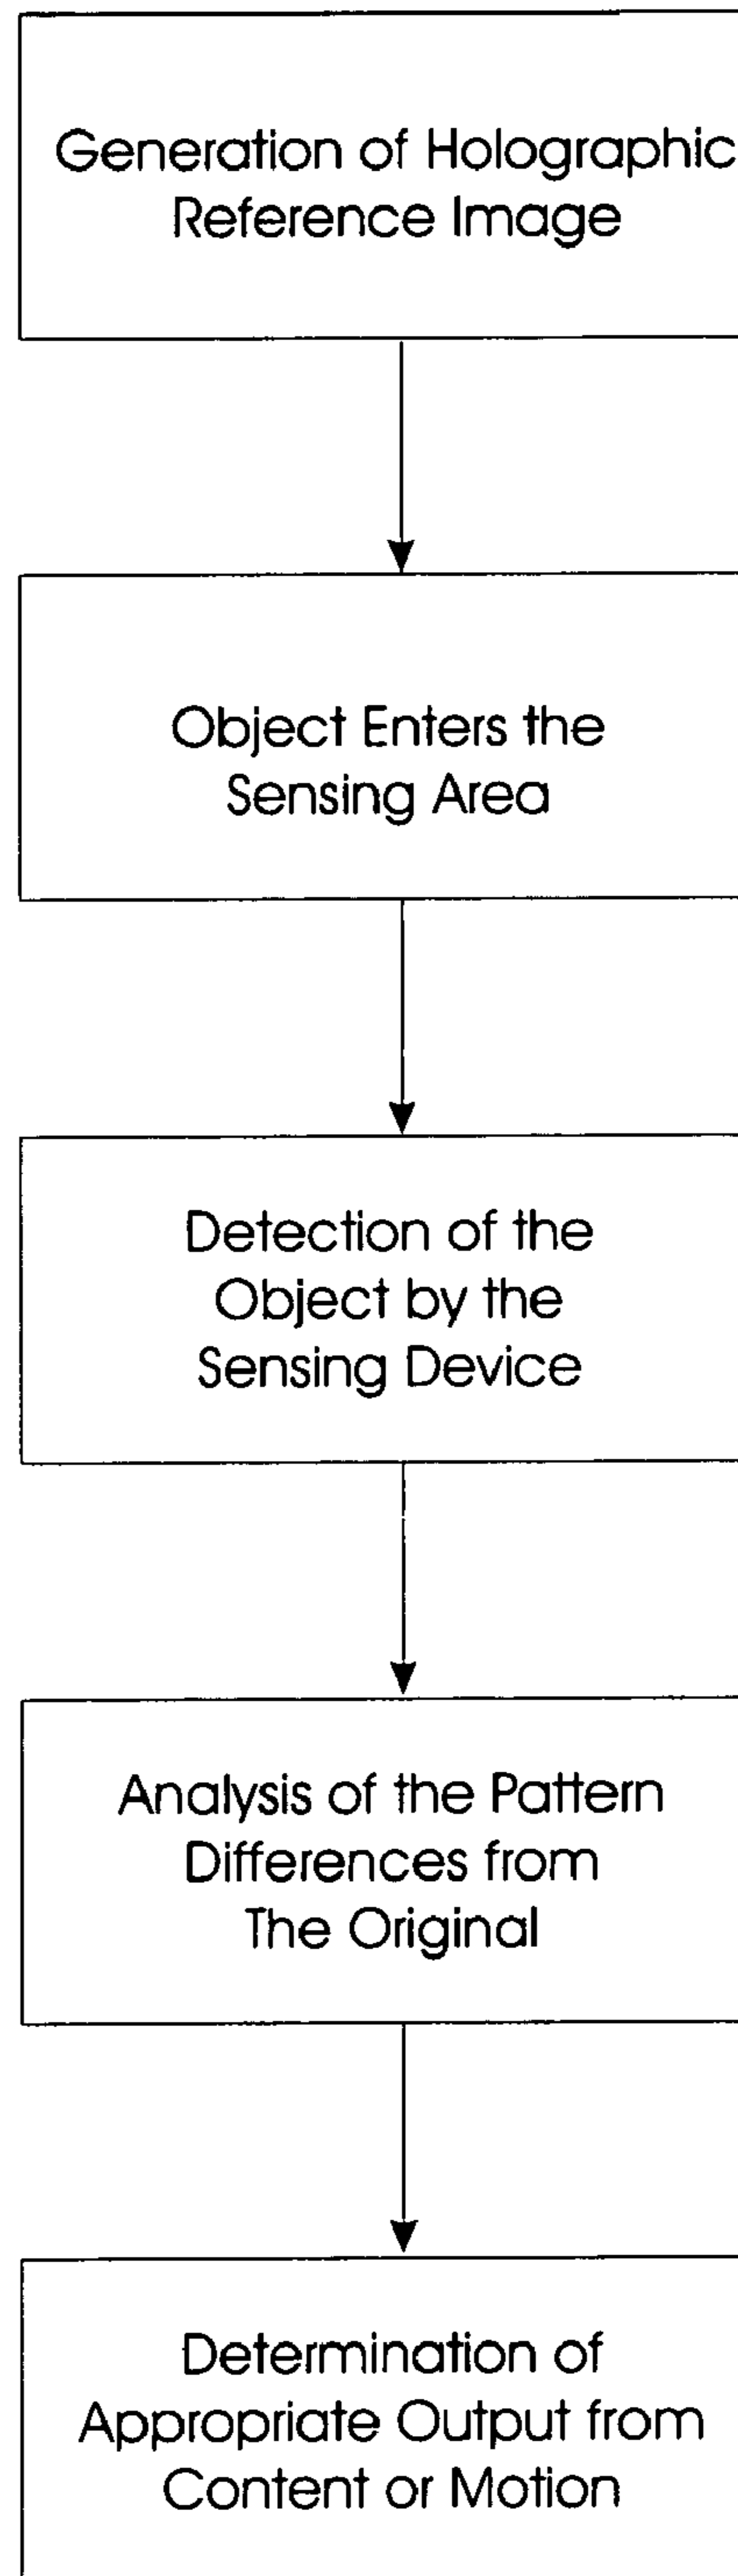 Generation of Holographic
Reference Image
Object Enters the
Sensing Area
Detection of the
Object by the
Sensing Device
Analysis of the Pattern
Differences from
The Original
Determination of
Appropriate Output from
Content or Motion